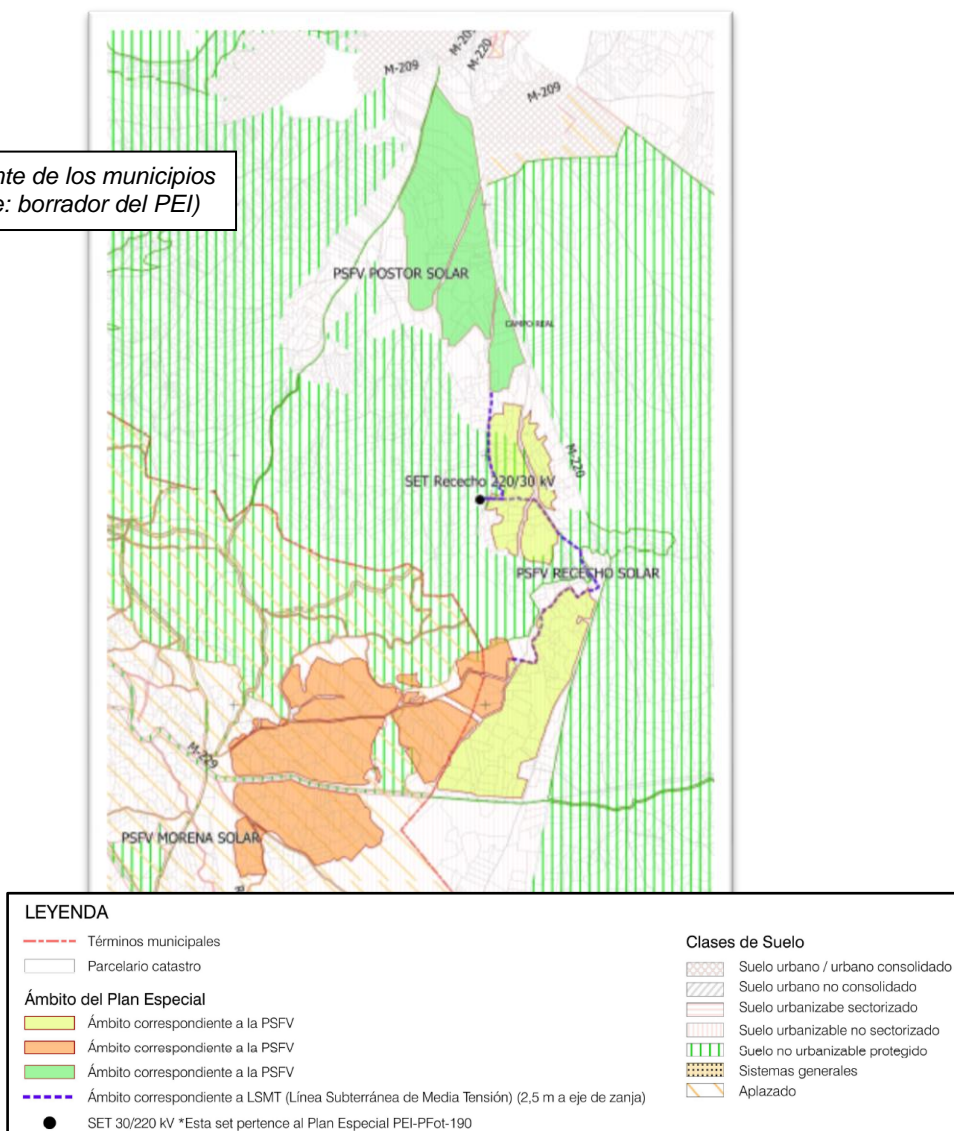 nte de los municipios
e: borrador del PEI)
M-209
M-220
M-209
PSFV POSTOR SOLAR
CAMPO REAL
M-220
SET Rececho 220/30 kV
PSFV RECECHO SOLAR
M-229
PSFV MORENA SOLAR
LEYENDA
Términos municipales
Parcelario catastro
Ámbito del Plan Especial
Ámbito correspondiente a la PSFV
Ámbito correspondiente a la PSFV
Ámbito correspondiente a la PSFV
Ámbito correspondiente a LSMT (Línea Subterránea de Media Tensión) (2,5 m a eje de zanja)
SET 30/220 kV *Esta set pertence al Plan Especial PEI-PFot-190
Clases de Suelo
Suelo urbano / urbano consolidado
Suelo urbano no consolidado
Suelo urbanizabe sectorizado
Suelo urbanizable no sectorizado
Suelo no urbanizable protegido
Sistemas generales
Aplazado